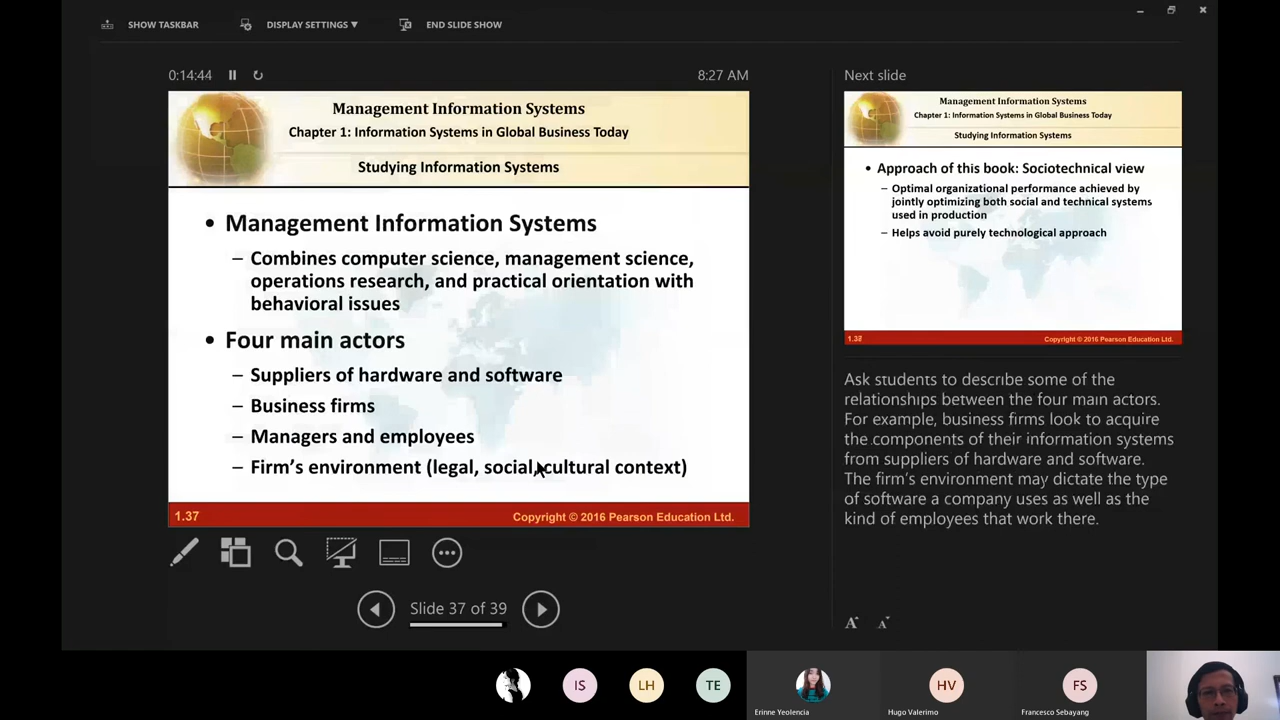 SHOW TASKBAR
DISPLAY SETTINGS ▼
END SLIDE SHOW
0:14:44
8:27 AM
Management Information Systems
Chapter 1: Information Systems in Global Business Today
Studying Information Systems
• Management Information Systems
– Combines computer science, management science,
operations research, and practical orientation with
behavioral issues
• Four main actors
– Suppliers of hardware and software
– Business firms
– Managers and employees
– Firm's environment (legal, social, cultural context)
1.37
Copyright © 2016 Pearson Education Ltd.
Slide 37 of 39
Next slide
Management Information Systems
Chapter 1: Information Systems in Global Business Today
Studying Information Systems
• Approach of this book: Sociotechnical view
– Optimal organizational performance achieved by
jointly optimizing both social and technical systems
used in production
– Helps avoid purely technological approach
1.38
Copyright © 2016 Pearson Education Ltd.
Ask students to describe some of the
relationships between the four main actors.
For example, business firms look to acquire
the components of their information systems
from suppliers of hardware and software.
The firm's environment may dictate the type
of software a company uses as well as the
kind of employees that work there.
A A
IS
LH
TE
Erinne Yeolencia
HV
Hugo Valerimo
FS
Francesco Sebayang